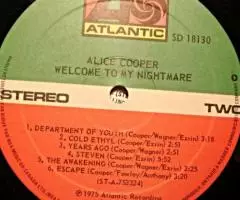 ATLANTIC
SD 18130
ALICE COOPER
WELCOME TO MY NIGHTMARE
STEREO
TWO
1. DEPARTMENT OF YOUTH (Cooper/Wagner/Ezrin) 3:18
2. COLD ETHYL (Cooper/Wagner/Ezrin) 2:51
3. YEARS AGO (Cooper/Wagner) 2:51
4. STEVEN (Cooper/Ezrin) 5:52
5. THE AWAKENING (Cooper/Wagner/Ezrin) 2:25
6. ESCAPE (Cooper/Fowley/Anthony) 3:20
(ST-A-752324)
℗ 1975 Atlantic Recording